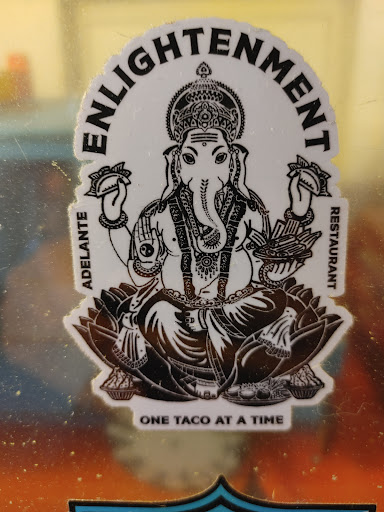 ENLIGHTENMENT
ADELANTE
RESTAURANT
ONE TACO AT A TIME